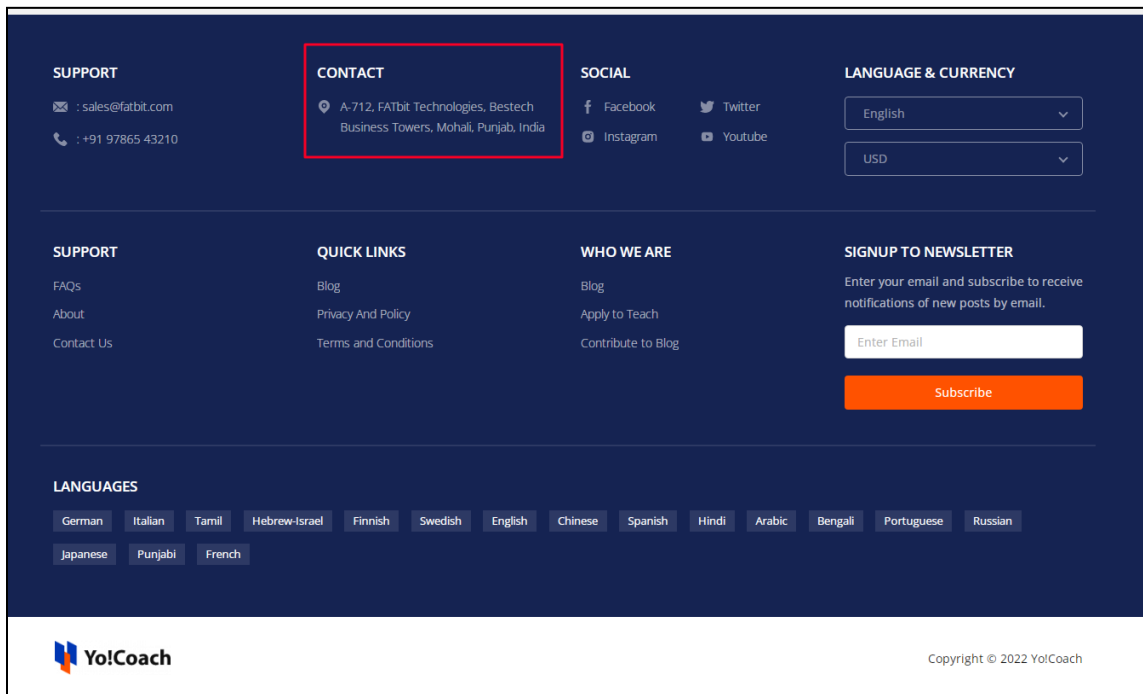 SUPPORT
: sales@fatbit.com
: +91 97865 43210
CONTACT
A-712, FATbit Technologies, Bestech
Business Towers, Mohali, Punjab, India
SOCIAL
Facebook
Twitter
Instagram
Youtube
LANGUAGE & CURRENCY
English
USD
SUPPORT
FAQs
About
Contact Us
QUICK LINKS
Blog
Privacy And Policy
Terms and Conditions
WHO WE ARE
Blog
Apply to Teach
Contribute to Blog
SIGNUP TO NEWSLETTER
Enter your email and subscribe to receive
notifications of new posts by email.
Enter Email
Subscribe
LANGUAGES
German Italian Tamil Hebrew-Israel Finnish Swedish English Chinese Spanish Hindi Arabic Bengali Portuguese Russian
Japanese Punjabi French
Yo!Coach
Copyright © 2022 Yo!Coach